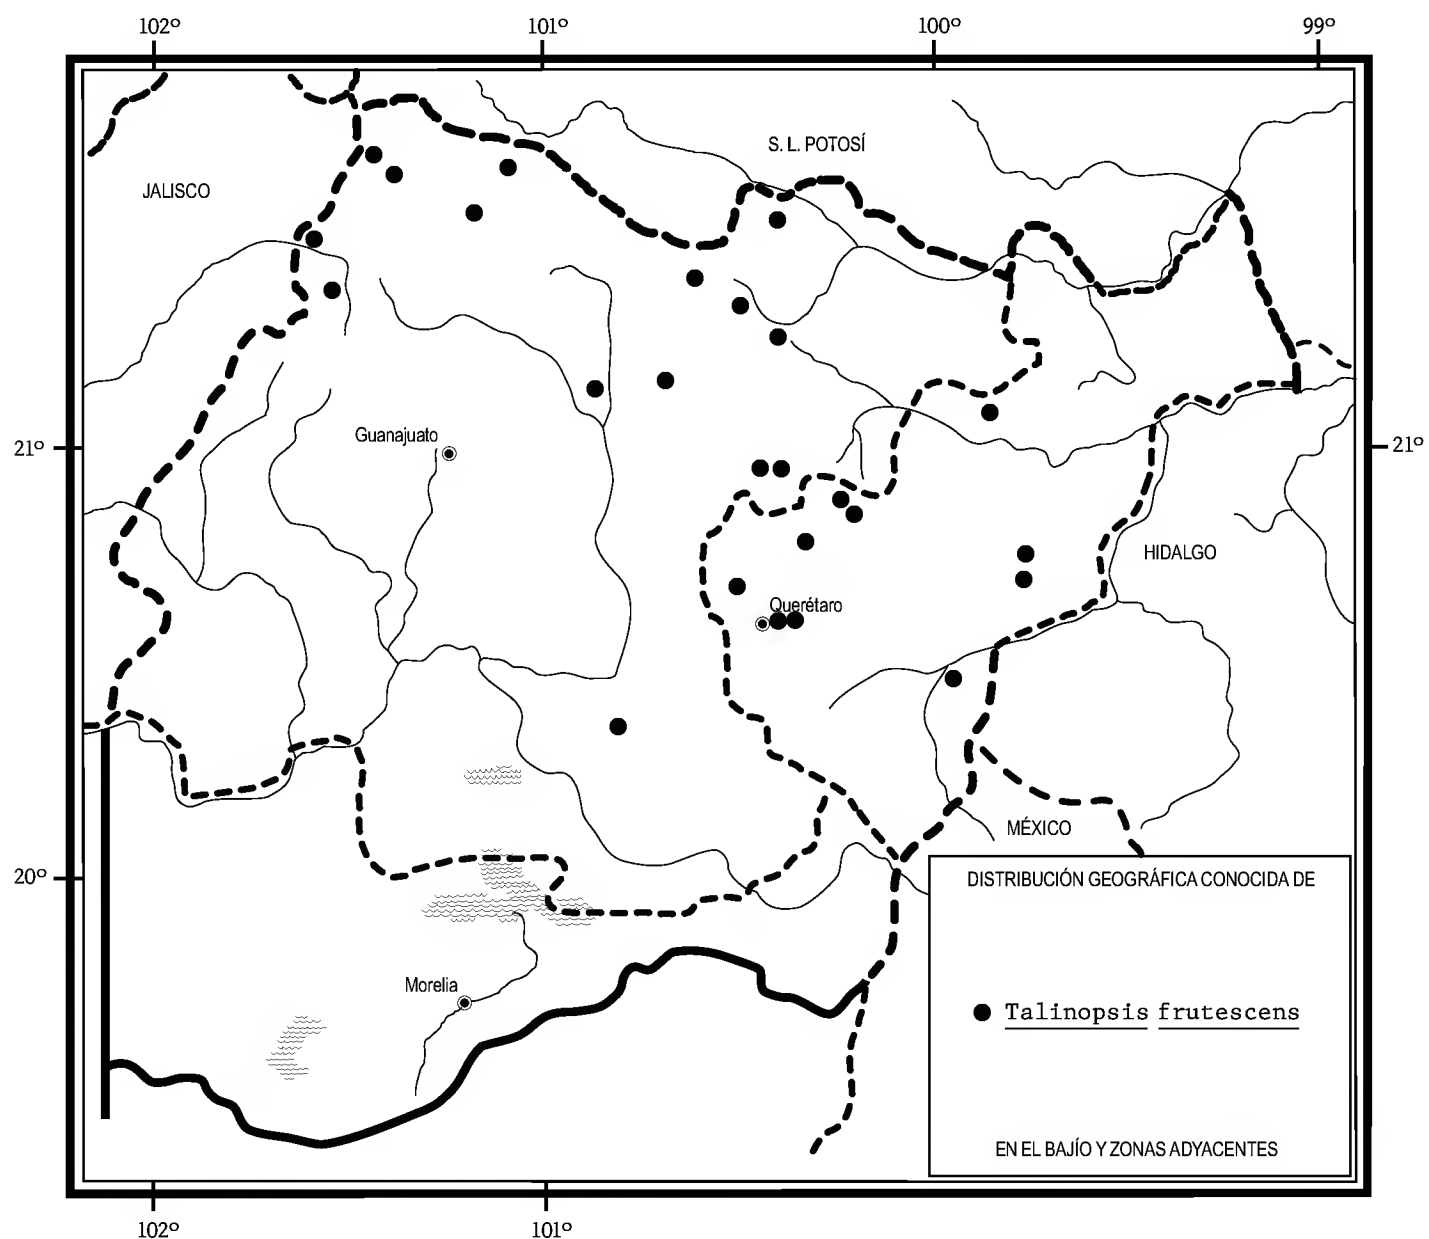 102º 101º 100º 99º
S. L. POTOSÍ
JALISCO
Guanajuato
21º 21º
HIDALGO
Querétaro
MÉXICO
20º
DISTRIBUCIÓN GEOGRÁFICA CONOCIDA DE
Morelia
Talinopsis frutescens
EN EL BAJÍO Y ZONAS ADYACENTES
102º 101º